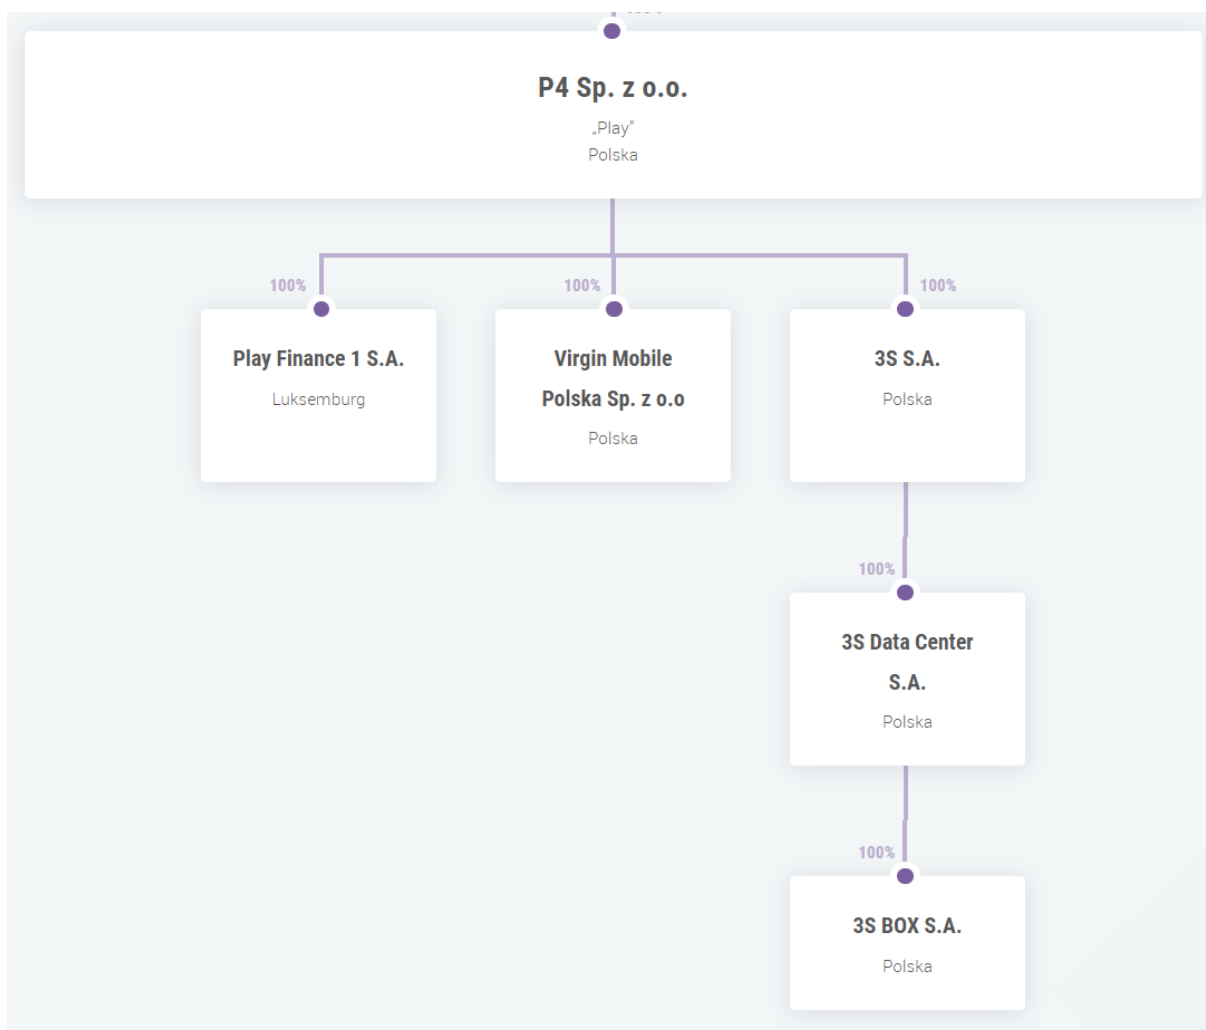 P4 Sp. z o.o.
„Play”
Polska
100%
100%
100%
Play Finance 1 S.A.
Luksemburg
Virgin Mobile
Polska Sp. z o.o
Polska
3S S.A.
Polska
100%
3S Data Center
S.A.
Polska
100%
3S BOX S.A.
Polska